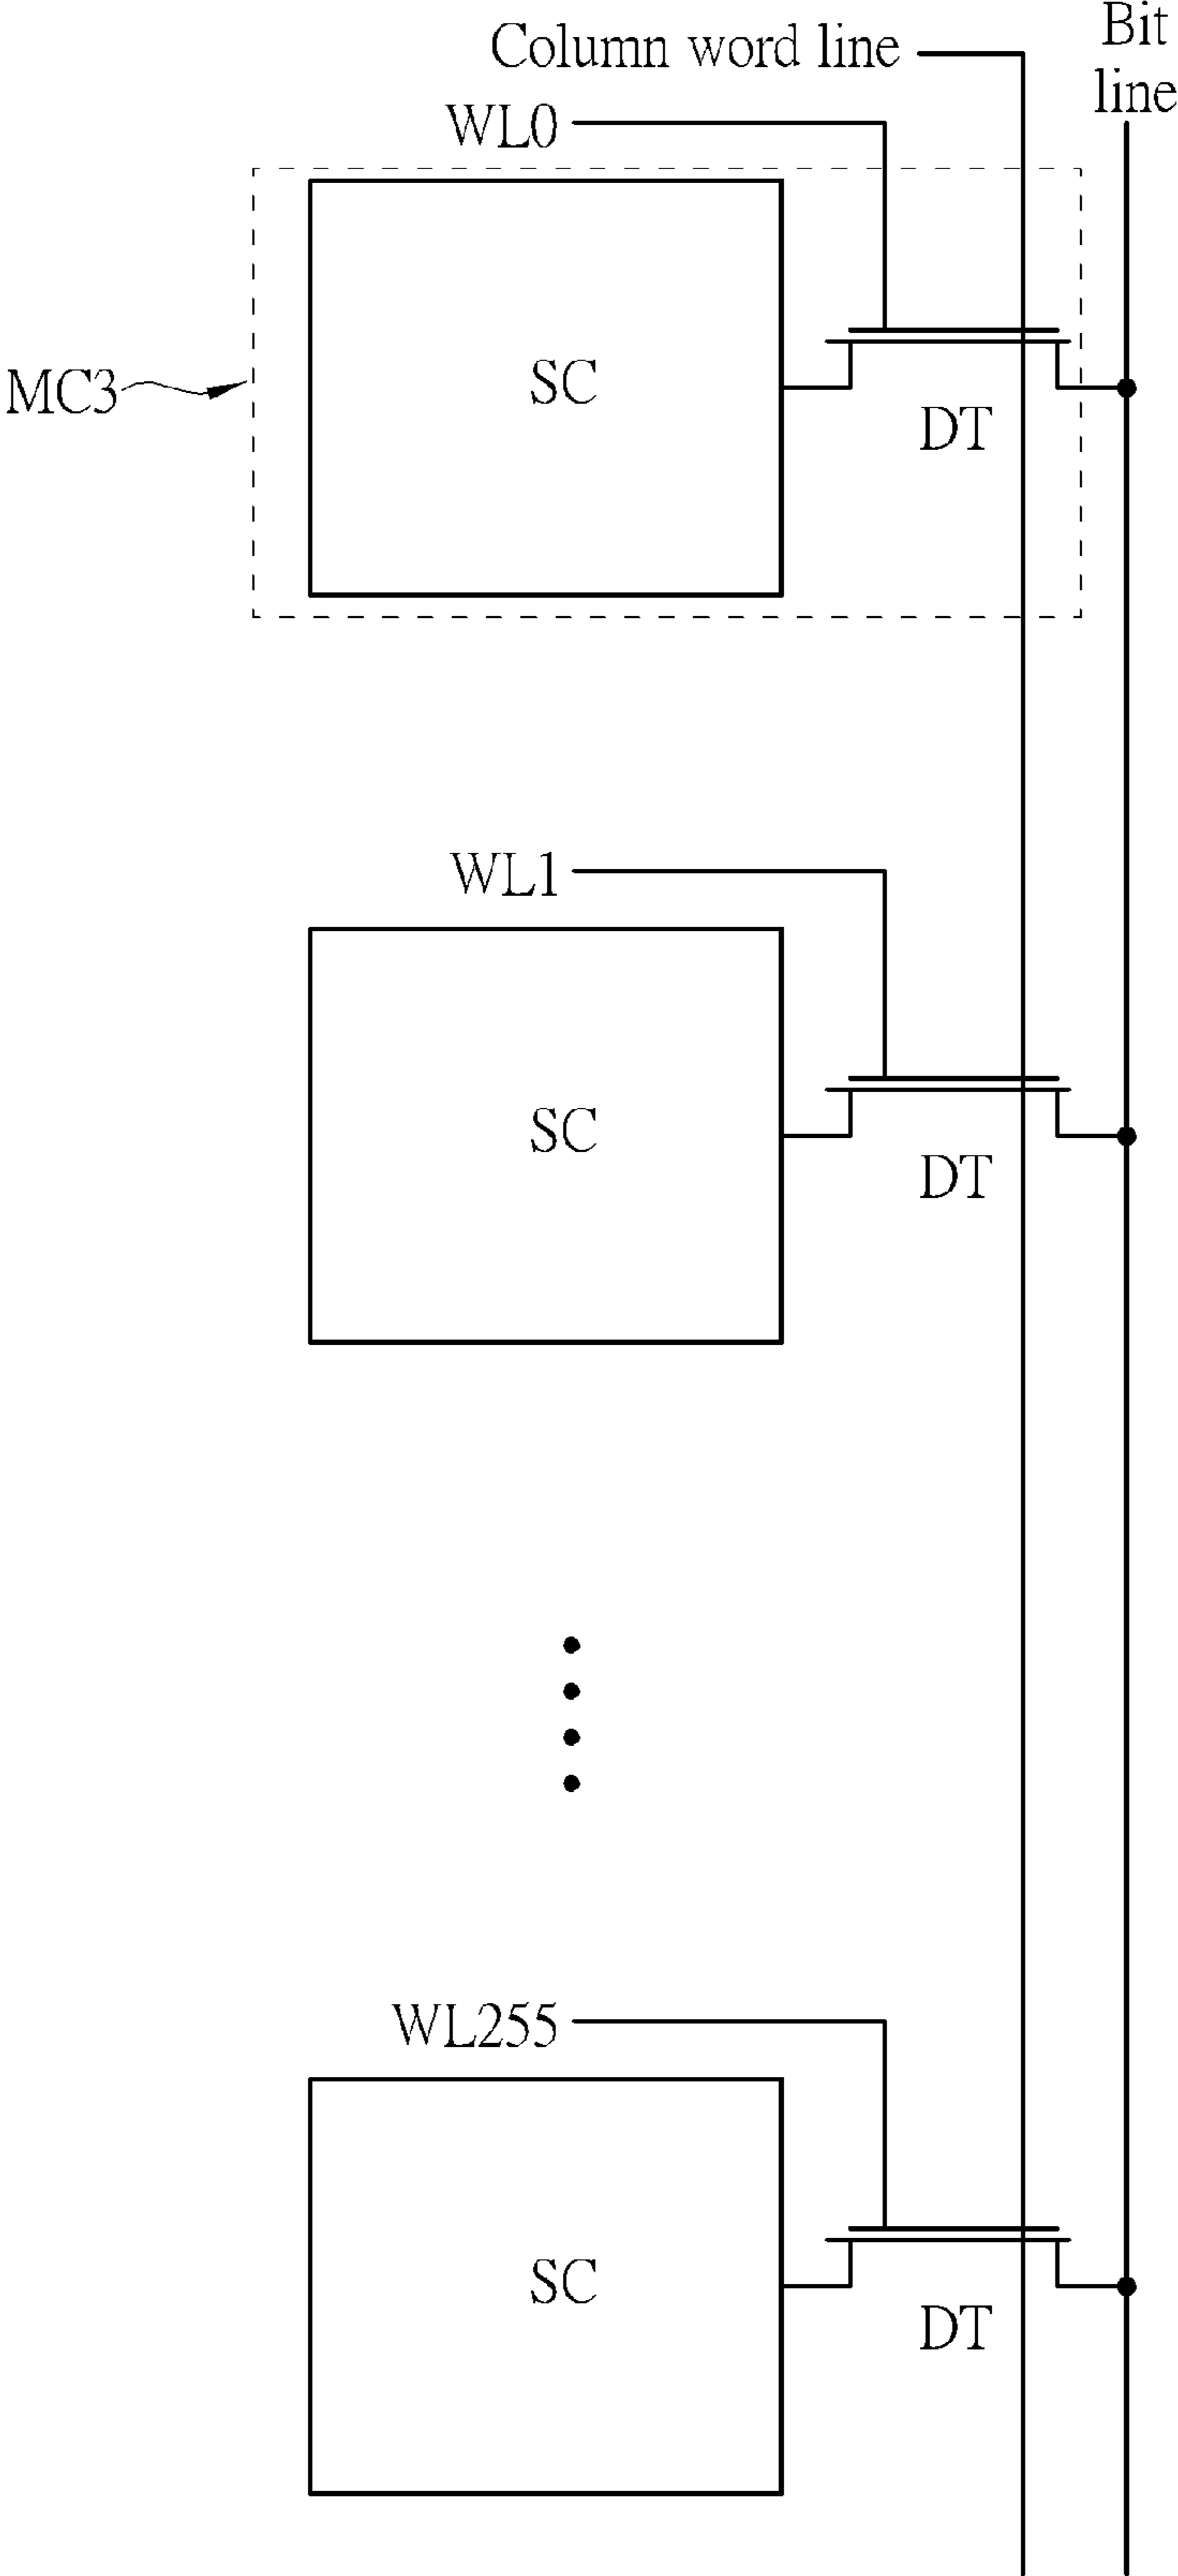 Column word line
Bit
line
WL0
MC3
SC
DT
WL1
SC
DT
WL255
SC
DT